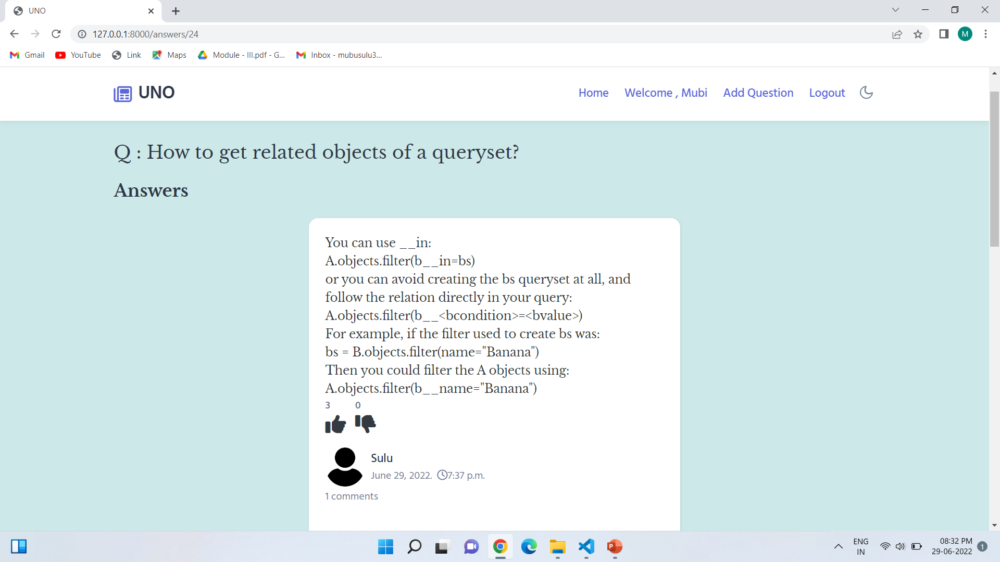 UNO
127.0.0.1:8000/answers/24
M
Gmail YouTube Link Maps Module - III.pdf - G... Inbox - mubusulu3...
UNO Home Welcome , Mubi Add Question Logout
Q : How to get related objects of a queryset?
Answers
You can use __in:
A.objects.filter(b__in=bs)
or you can avoid creating the bs queryset at all, and
follow the relation directly in your query:
A.objects.filter(b__<bcondition>=<bvalue>)
For example, if the filter used to create bs was:
bs = B.objects.filter(name="Banana")
Then you could filter the A objects using:
A.objects.filter(b__name="Banana")
3 0
Sulu
June 29, 2022. 7:37 p.m.
1 comments
P
ENG
IN
08:32 PM
29-06-2022
1